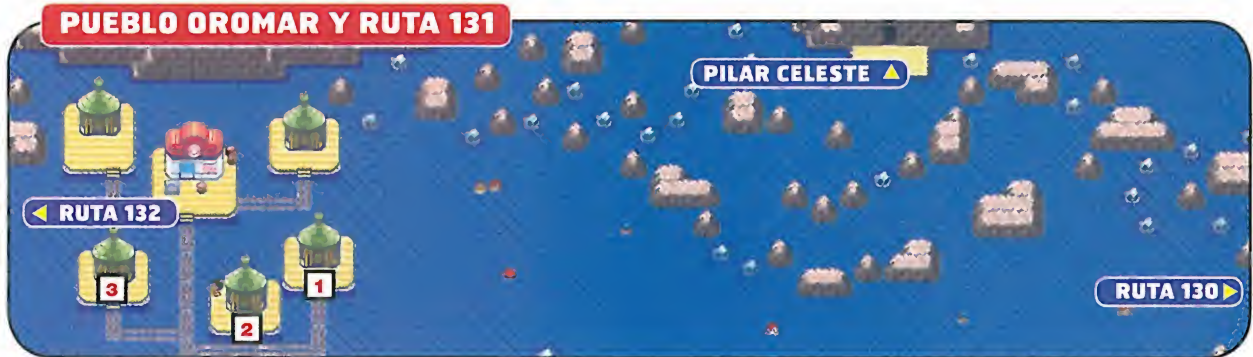 PUEBLO OROMAR Y RUTA 131
PILAR CELESTE
RUTA 132
3
1
2
RUTA 130